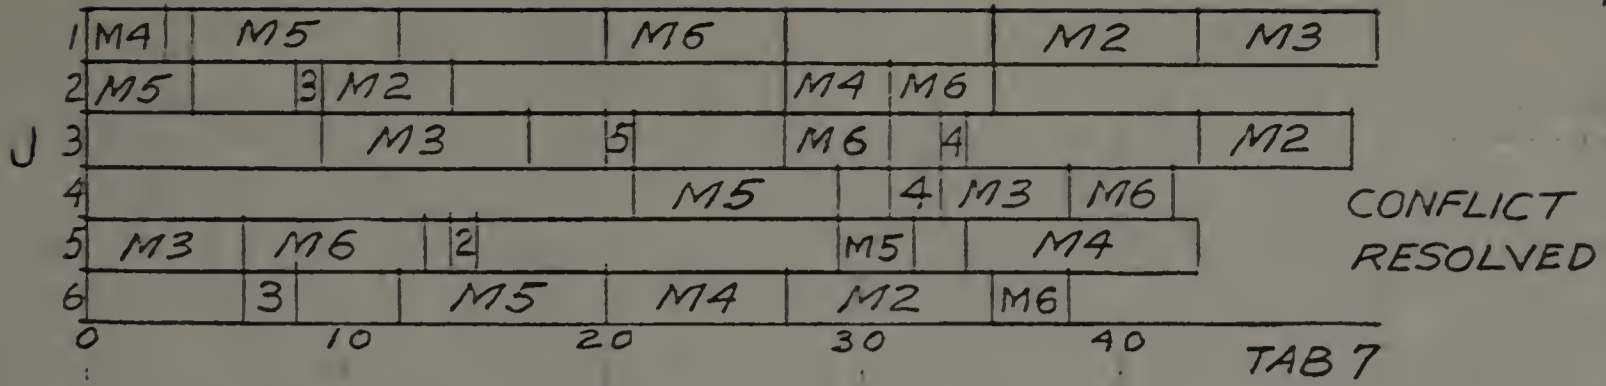 1 M4 M5 M6 M2 M3
2 M5 3 M2 M4 M6
J 3 M3 5 M6 4 M2
4 M5 4 M3 M6 CONFLICT
5 M3 M6 2 M5 M4 RESOLVED
6 3 M5 M4 M2 M6
0 10 20 30 40 TAB 7